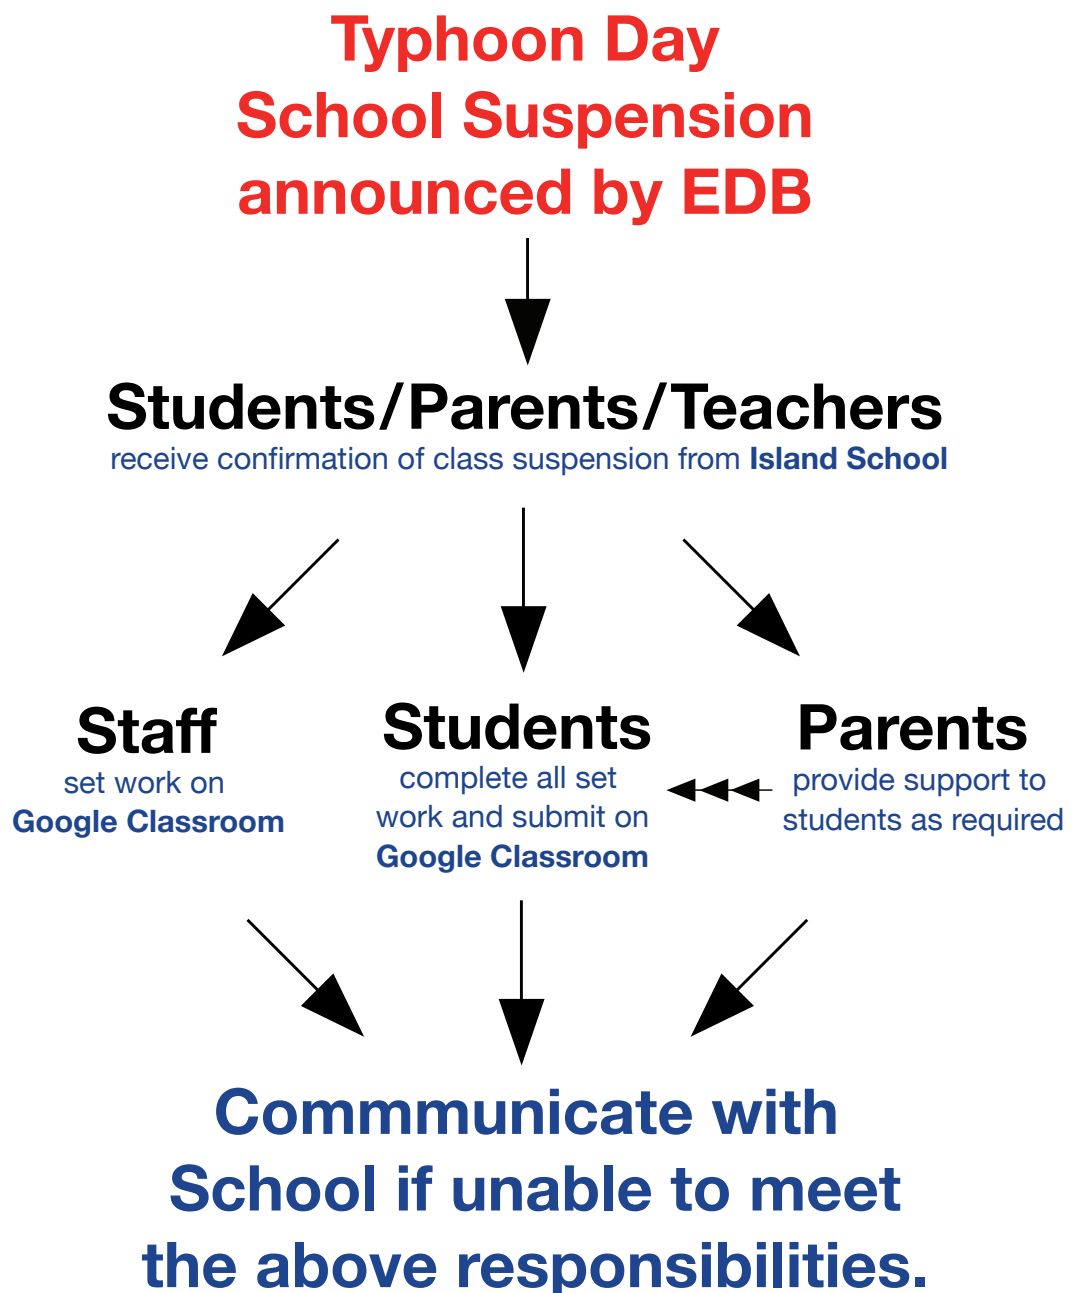 Typhoon Day
School Suspension
announced by EDB
Students/Parents/Teachers
receive confirmation of class suspension from Island School
Staff
set work on
Google Classroom
Students
complete all set
work and submit on
Google Classroom
Parents
provide support to
students as required
Commmunicate with
School if unable to meet
the above responsibilities.